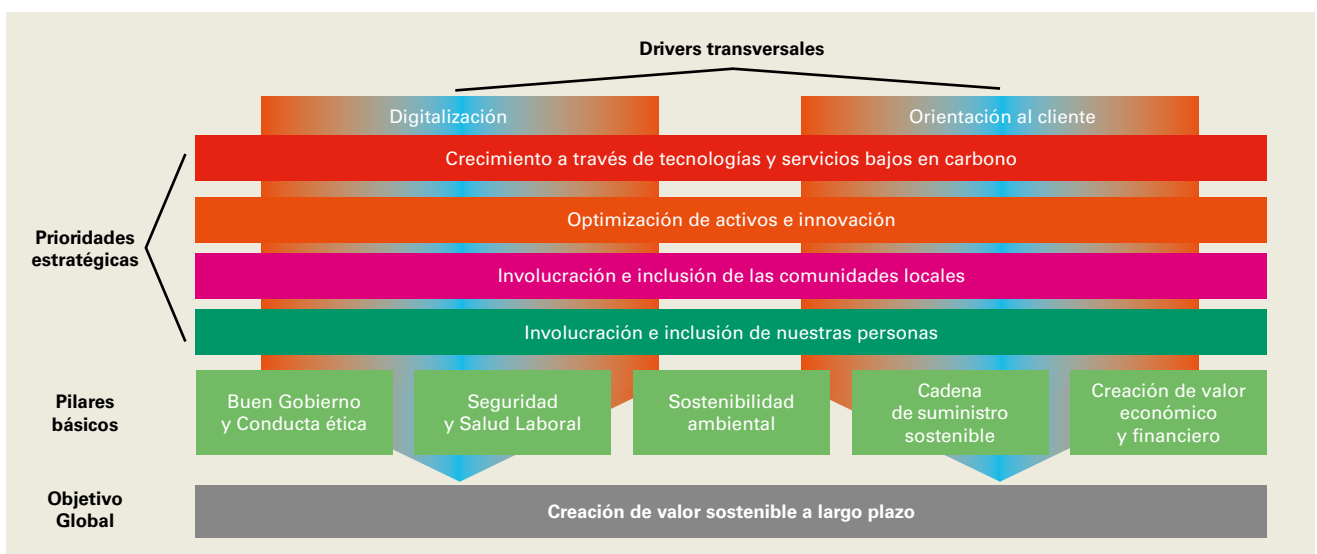 Drivers transversales
Digitalización
Orientación al cliente
Crecimiento a través de tecnologías y servicios bajos en carbono
Optimización de activos e innovación
Prioridades
estratégicas
Involucración e inclusión de las comunidades locales
Involucración e inclusión de nuestras personas
Pilares
básicos
Buen Gobierno
y Conducta ética
Seguridad
y Salud Laboral
Sostenibilidad
ambiental
Cadena
de suministro
sostenible
Creación de valor
económico
y financiero
Objetivo
Global
Creación de valor sostenible a largo plazo